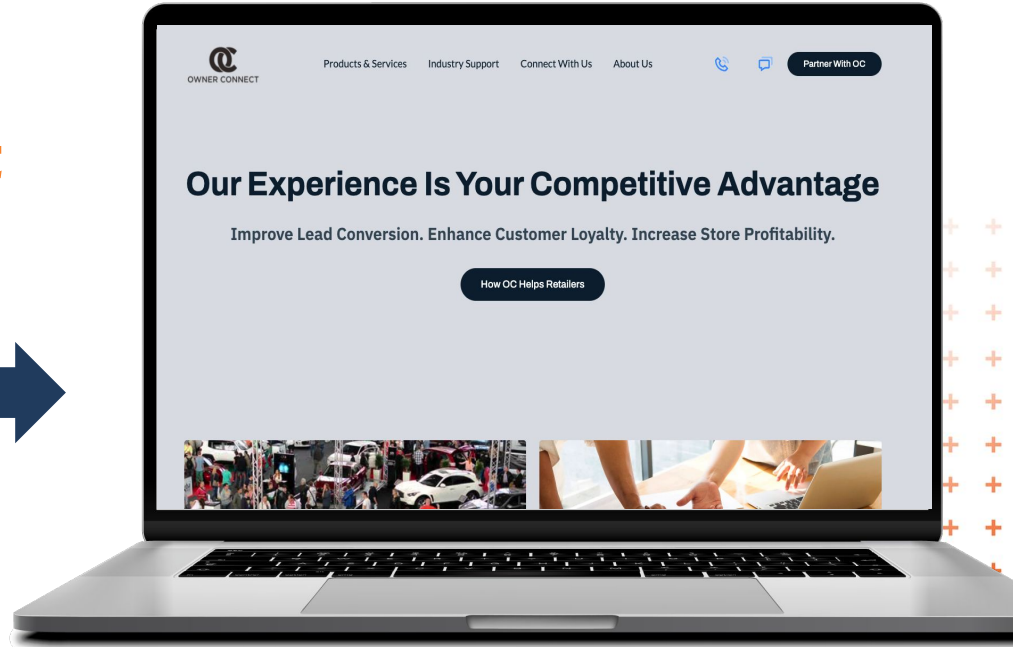 OC
OWNER CONNECT
Products & Services Industry Support Connect With Us About Us Partner With OC
Our Experience Is Your Competitive Advantage
Improve Lead Conversion. Enhance Customer Loyalty. Increase Store Profitability.
How OC Helps Retailers